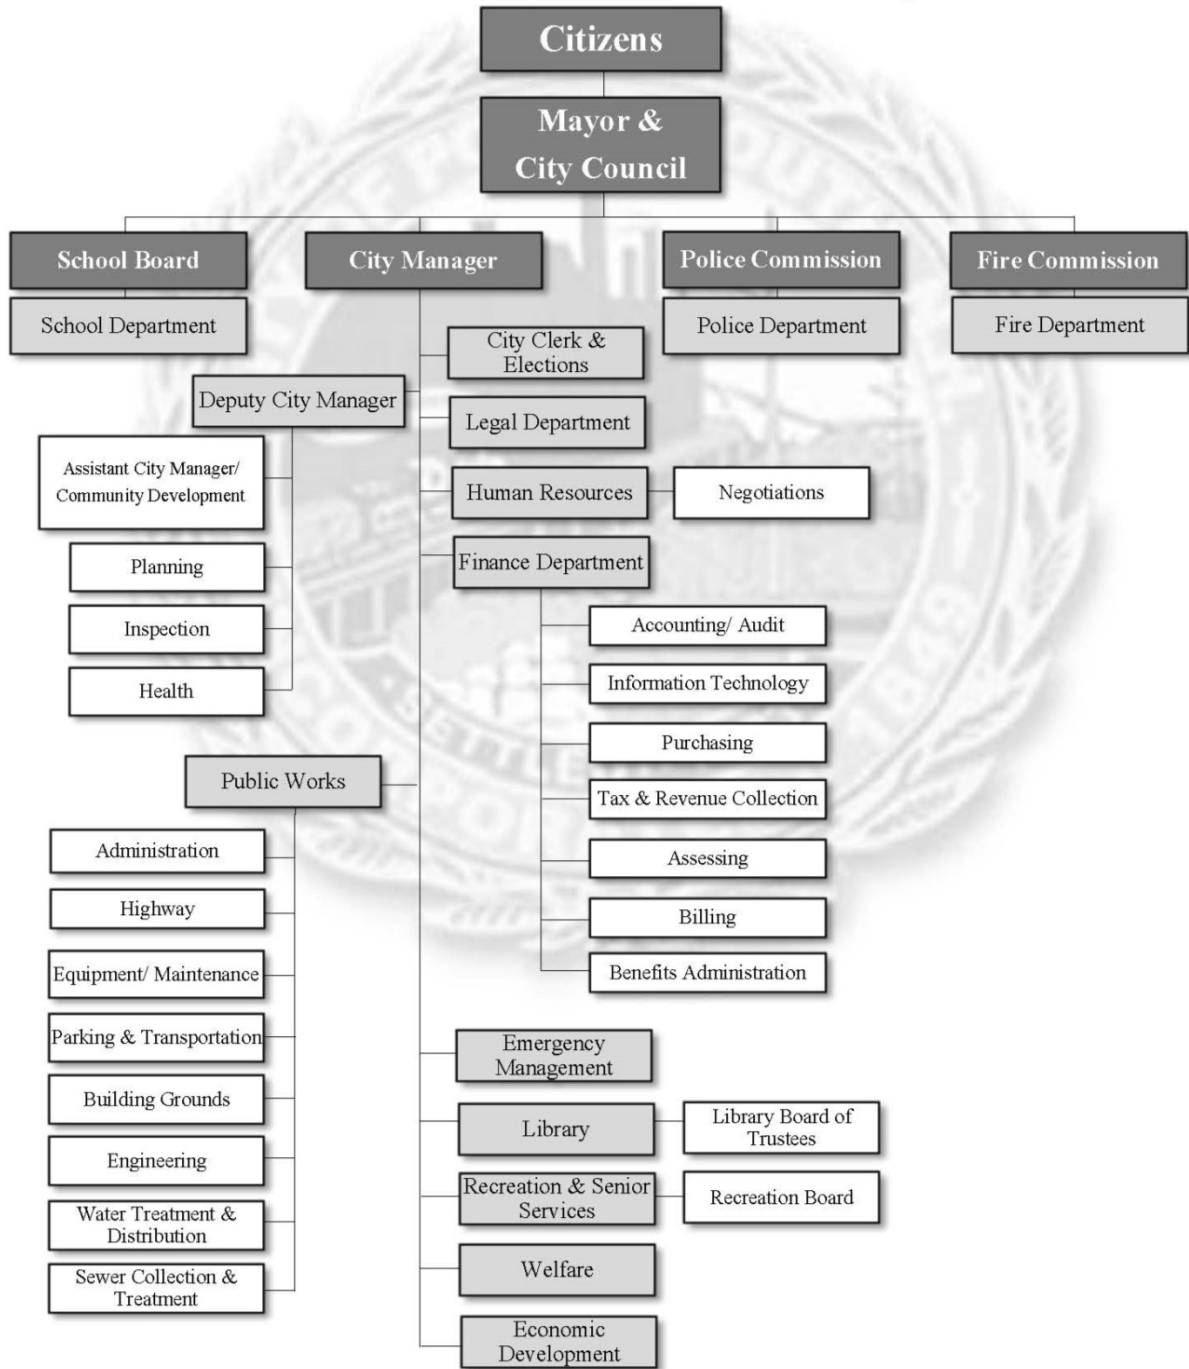 Citizens
Mayor &
City Council
School Board
City Manager
Police Commission
Fire Commission
School Department
Police Department
Fire Department
City Clerk &
Elections
Deputy City Manager
Legal Department
Assistant City Manager/
Community Development
Human Resources
Negotiations
Planning
Finance Department
Inspection
Accounting/ Audit
Health
Information Technology
Purchasing
Public Works
Tax & Revenue Collection
Administration
Assessing
Highway
Billing
Equipment/ Maintenance
Benefits Administration
Parking & Transportation
Emergency
Management
Building Grounds
Library
Library Board of
Trustees
Engineering
Recreation & Senior
Services
Recreation Board
Water Treatment &
Distribution
Welfare
Sewer Collection &
Treatment
Economic
Development
1849